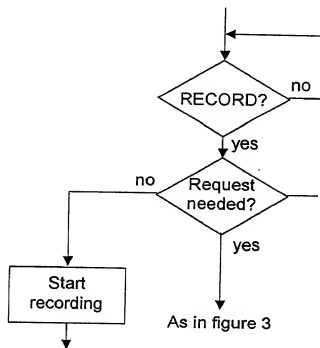 RECORD?
no
yes
no
Request
needed?
yes
Start
recording
As in figure 3